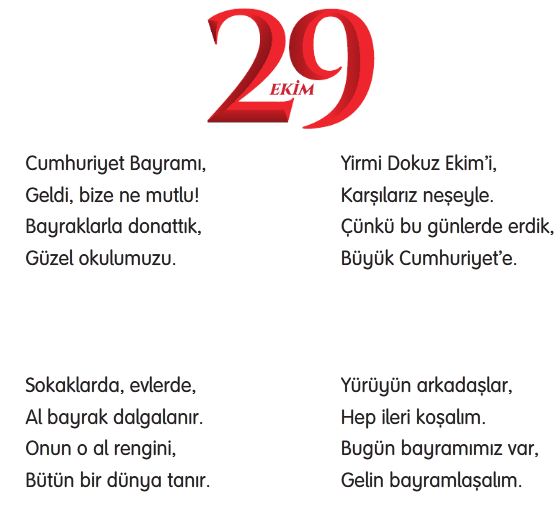 29
EKİM
Cumhuriyet Bayramı,
Geldi, bize ne mutlu!
Bayraklarla donattık,
Güzel okulumuzu.
Yirmi Dokuz Ekim’i,
Karşılarız neşeyle.
Çünkü bu günlerde erdik,
Büyük Cumhuriyet’e.
Sokaklarda, evlerde,
Al bayrak dalgalanır.
Onun o al rengini,
Bütün bir dünya tanır.
Yürüyün arkadaşlar,
Hep ileri koşalım.
Bugün bayramımız var,
Gelin bayramlaşalım.